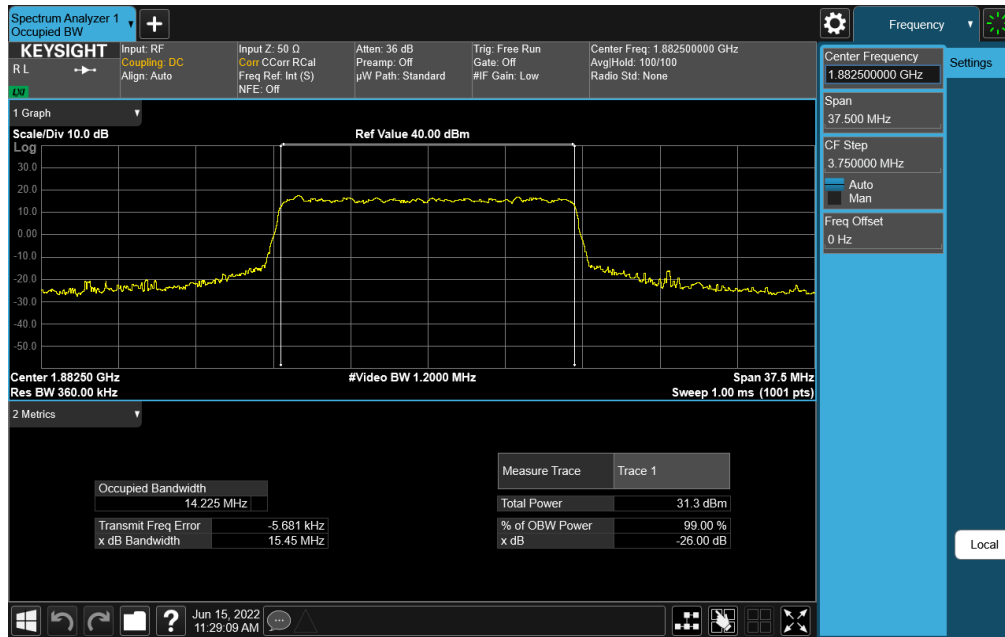 Spectrum Analyzer 1
Occupied BW
+
Frequency
KEYSIGHT
R L
LXI
Input: RF
Coupling: DC
Align: Auto
Input Z: 50 Ω
Corr CCorr RCal
Freq Ref: Int (S)
NFE: Off
Atten: 36 dB
Preamp: Off
µW Path: Standard
Trig: Free Run
Gate: Off
#IF Gain: Low
Center Freq: 1.882500000 GHz
Avg|Hold: 100/100
Radio Std: None
Center Frequency
1.882500000 GHz
Settings
Span
37.500 MHz
CF Step
3.750000 MHz
Auto
Man
Freq Offset
0 Hz
1 Graph
Scale/Div 10.0 dB
Ref Value 40.00 dBm
Log
30.0
20.0
10.0
0.00
-10.0
-20.0
-30.0
-40.0
-50.0
Center 1.88250 GHz
#Video BW 1.2000 MHz
Span 37.5 MHz
Res BW 360.00 kHz
Sweep 1.00 ms (1001 pts)
2 Metrics
Measure Trace Trace 1
Occupied Bandwidth
14.225 MHz
Total Power 31.3 dBm
Transmit Freq Error -5.681 kHz
% of OBW Power 99.00 %
x dB Bandwidth 15.45 MHz
x dB -26.00 dB
Local
?
Jun 15, 2022
11:29:09 AM